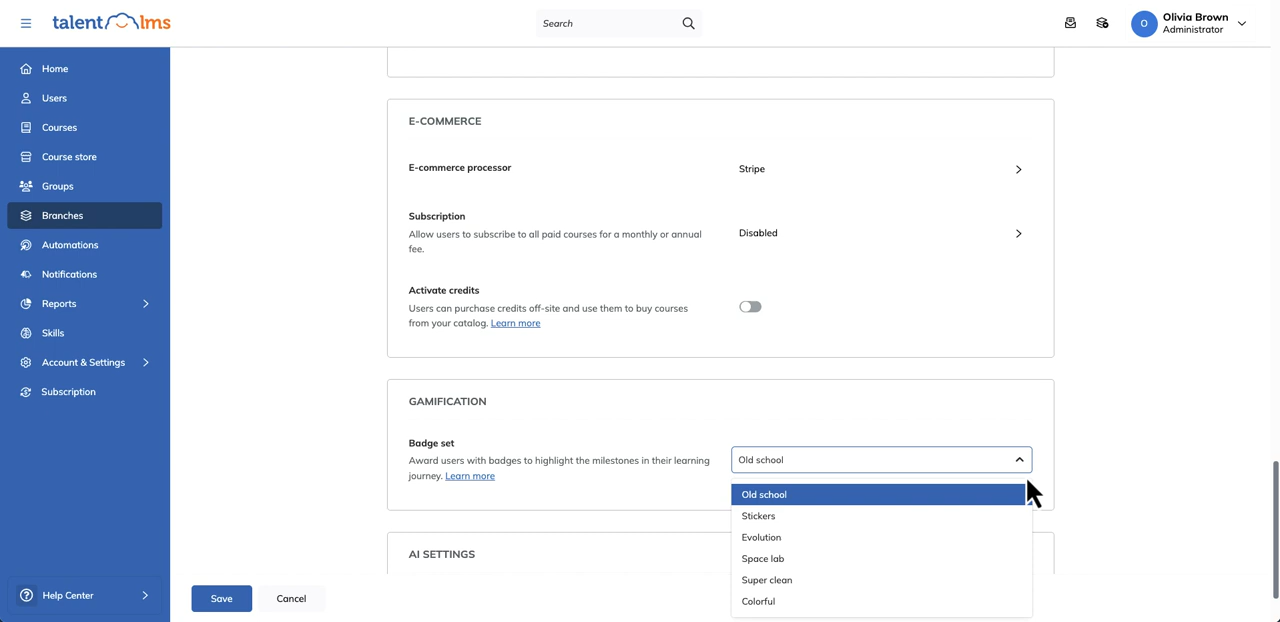 talentlms
Search
O
Olivia Brown
Administrator
Home
Users
Courses
Course store
Groups
Branches
Automations
Notifications
Reports
Skills
Account & Settings
Subscription
Help Center
E-COMMERCE
E-commerce processor
Stripe
Subscription
Allow users to subscribe to all paid courses for a monthly or annual
fee.
Disabled
Activate credits
Users can purchase credits off-site and use them to buy courses
from your catalog. Learn more
GAMIFICATION
Badge set
Award users with badges to highlight the milestones in their learning
journey. Learn more
Old school
Old school
Stickers
Evolution
Space lab
Super clean
Colorful
AI SETTINGS
Save
Cancel